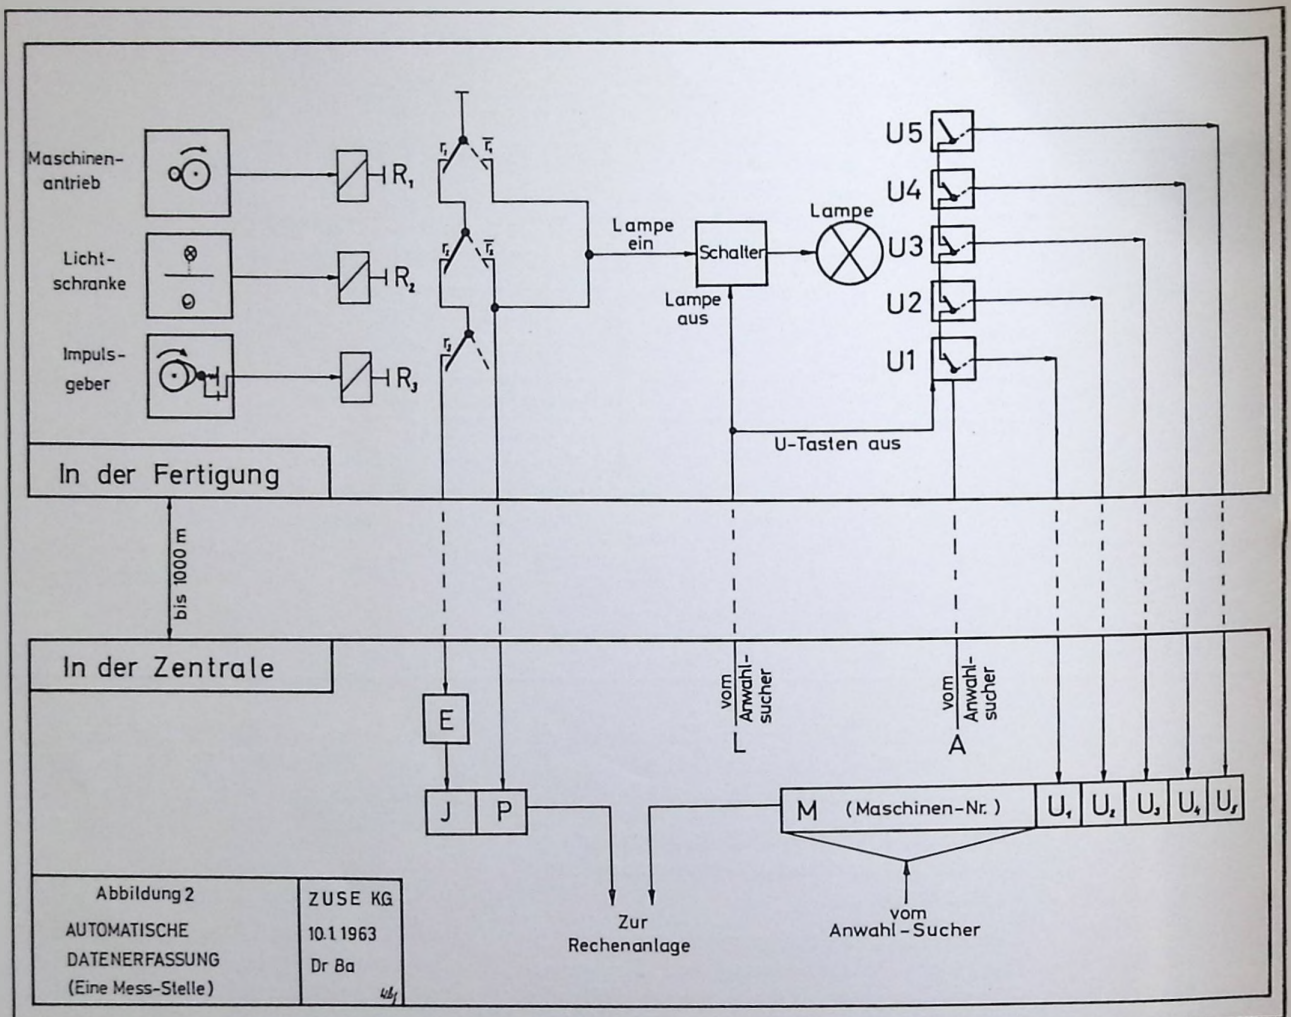 Maschinen-
antrieb
R₁
Licht-
schranke
R₂
Impuls-
geber
R₃
r₁ r̅₁
r₂ r̅₂
r₃
Lampe
ein
Schalter
Lampe
aus
Lampe
U5
U4
U3
U2
U1
U-Tasten aus
In der Fertigung
bis 1000 m
In der Zentrale
E
J P
vom
Anwahl-
sucher
L
vom
Anwahl-
sucher
A
M (Maschinen-Nr.) U₁ U₂ U₃ U₄ U₅
Zur
Rechenanlage
vom
Anwahl-Sucher
Abbildung 2
AUTOMATISCHE
DATENERFASSUNG
(Eine Mess-Stelle)
ZUSE KG
10.1.1963
Dr Ba